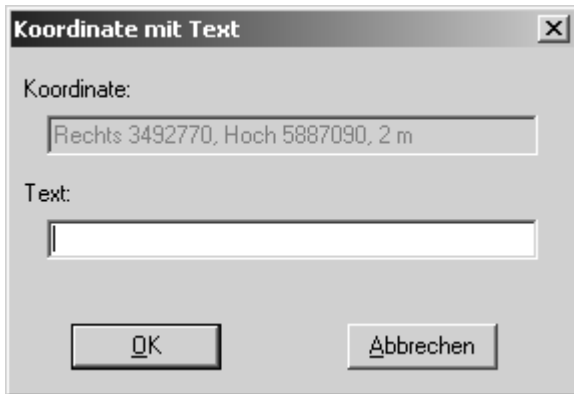 Koordinate mit Text
Koordinate:
Rechts 3492770, Hoch 5887090, 2 m
Text:
OK
Abbrechen